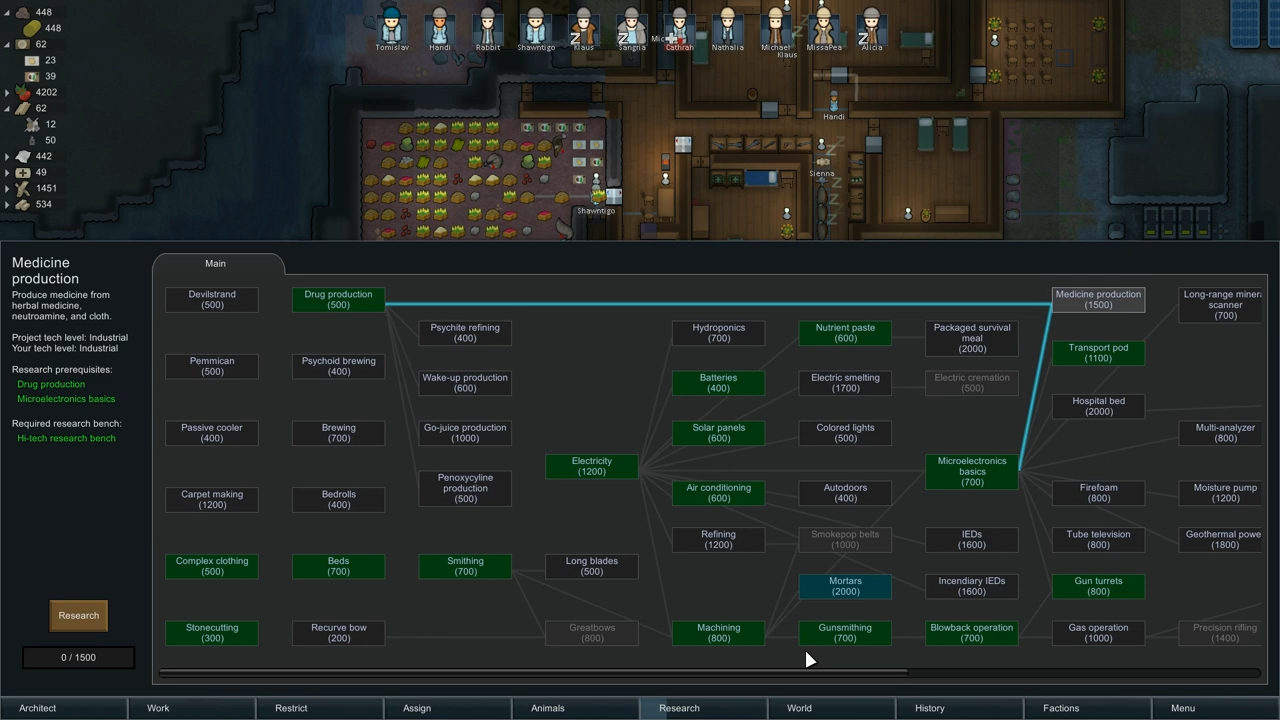 448
448
62
23
39
4202
62
12
50
442
49
1451
534
Tomislav
Handi
Rabbit
Shawntigo
Klaus
Sangria
Cathrah
Nathalia
Michael
MissaPea
Alicia
Klaus
Handi
Sienna
Shawntigo
Medicine
production
Produce medicine from
herbal medicine,
neutroamine, and cloth.
Project tech level: Industrial
Your tech level: Industrial
Research prerequisites:
Drug production
Microelectronics basics
Required research bench:
Hi-tech research bench
Research
0 / 1500
Main
Devilstrand
(500)
Drug production
(500)
Medicine production
(1500)
Long-range minera
scanner
(700)
Psychite refining
(400)
Hydroponics
(700)
Nutrient paste
(600)
Packaged survival
meal
(2000)
Transport pod
(1100)
Pemmican
(500)
Psychoid brewing
(400)
Wake-up production
(600)
Batteries
(400)
Electric smelting
(1700)
Electric cremation
(500)
Hospital bed
(2000)
Passive cooler
(400)
Brewing
(700)
Go-juice production
(1000)
Solar panels
(600)
Colored lights
(500)
Multi-analyzer
(800)
Electricity
(1200)
Microelectronics
basics
(700)
Carpet making
(1200)
Bedrolls
(400)
Penoxycyline
production
(500)
Air conditioning
(600)
Autodoors
(400)
Firefoam
(800)
Moisture pump
(1200)
Refining
(1200)
Smokepop belts
(1000)
IEDs
(1600)
Tube television
(800)
Geothermal powe
(1800)
Complex clothing
(500)
Beds
(700)
Smithing
(700)
Long blades
(500)
Mortars
(2000)
Incendiary IEDs
(1600)
Gun turrets
(800)
Stonecutting
(300)
Recurve bow
(200)
Greatbows
(800)
Machining
(800)
Gunsmithing
(700)
Blowback operation
(700)
Gas operation
(1000)
Precision rifling
(1400)
Architect
Work
Restrict
Assign
Animals
Research
World
History
Factions
Menu